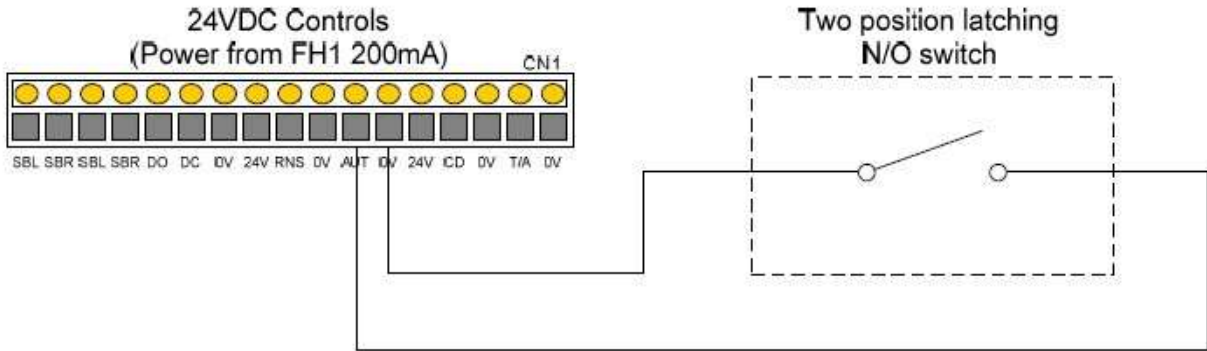 24VDC Controls
(Power from FH1 200mA)
CN1
Two position latching
N/O switch
SBL SBR SBL SBR DO DC 0V 24V RNS 0V AUT 0V 24V ICD 0V T/A 0V